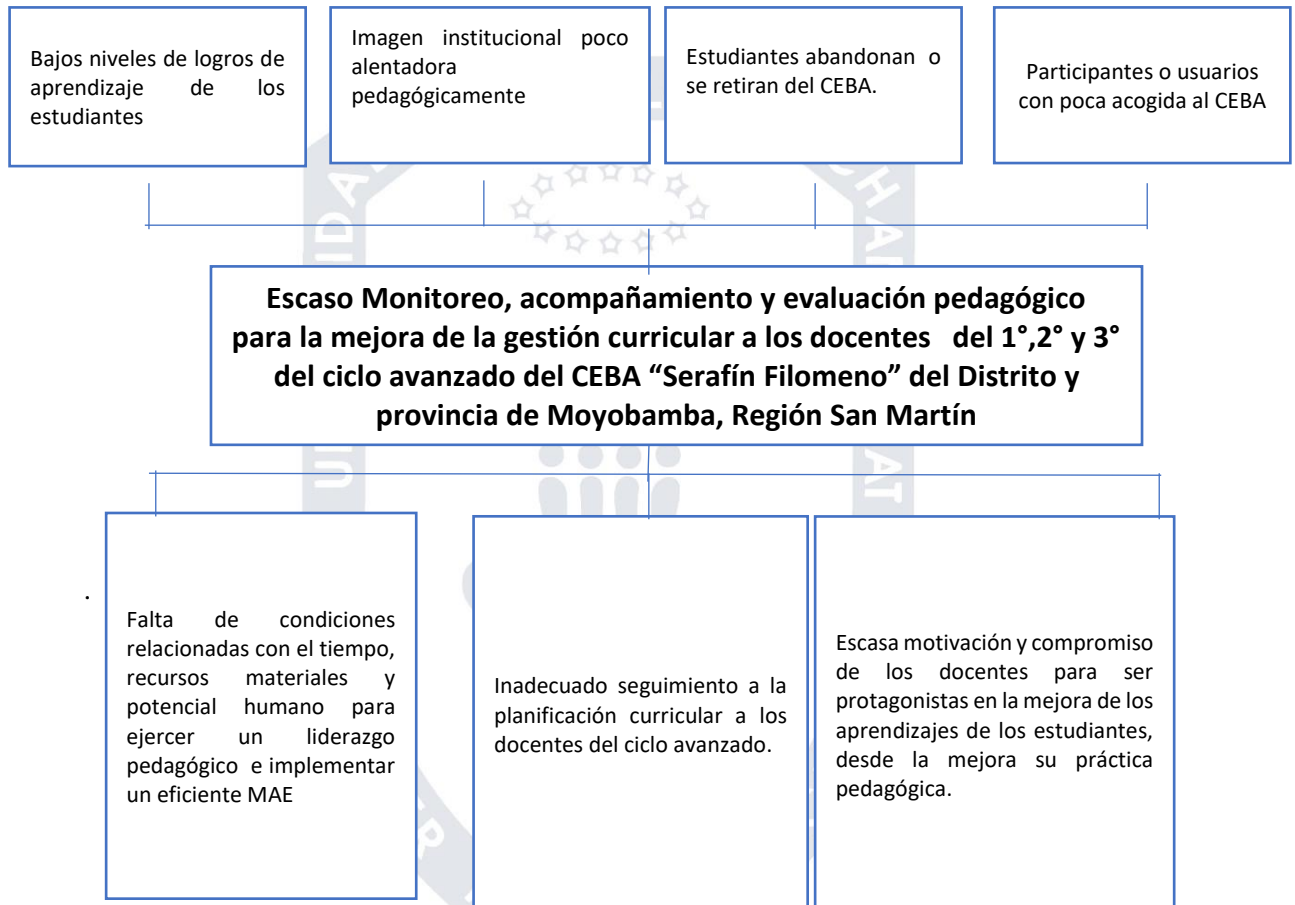 Bajos niveles de logros de
aprendizaje de los
estudiantes
Imagen institucional poco
alentadora
pedagógicamente
Estudiantes abandonan o
se retiran del CEBA.
Participantes o usuarios
con poca acogida al CEBA
Escaso Monitoreo, acompañamiento y evaluación pedagógico
para la mejora de la gestión curricular a los docentes del 1°,2° y 3°
del ciclo avanzado del CEBA “Serafín Filomeno” del Distrito y
provincia de Moyobamba, Región San Martín
.
Falta de condiciones
relacionadas con el tiempo,
recursos materiales y
potencial humano para
ejercer un liderazgo
pedagógico e implementar
un eficiente MAE
Inadecuado seguimiento a la
planificación curricular a los
docentes del ciclo avanzado.
Escasa motivación y compromiso
de los docentes para ser
protagonistas en la mejora de los
aprendizajes de los estudiantes,
desde la mejora su práctica
pedagógica.